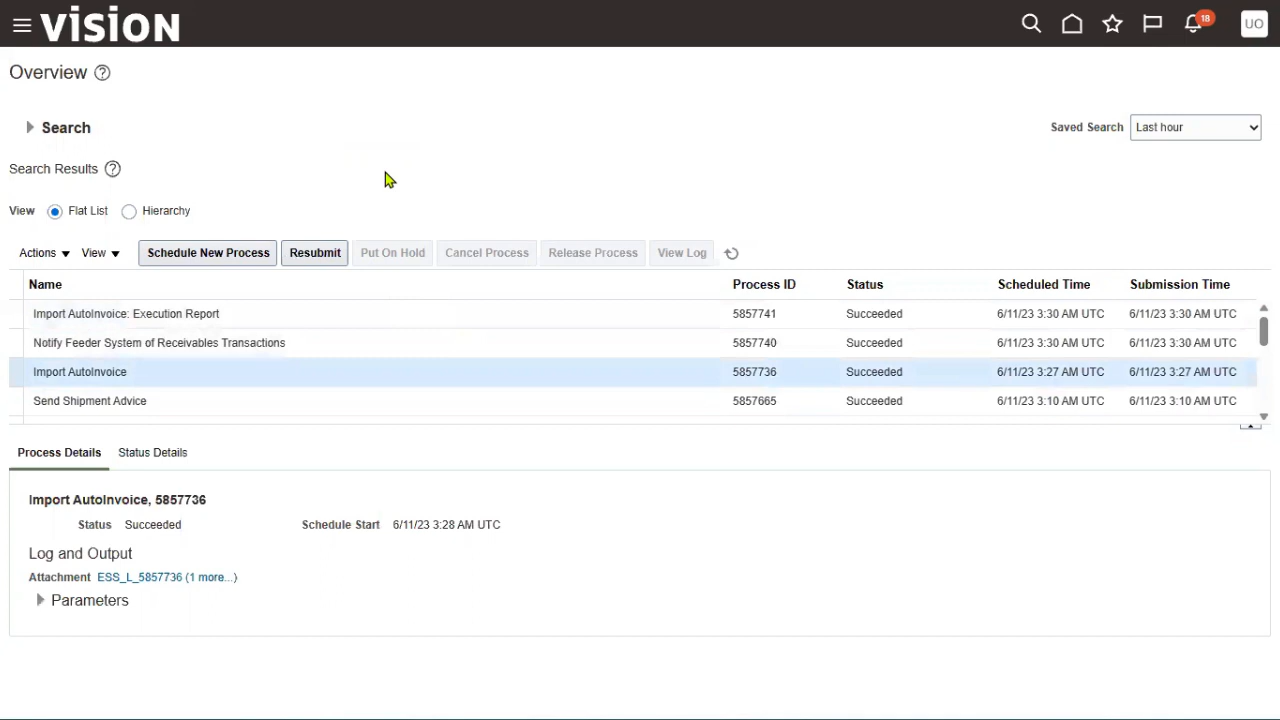 vision 18 UO
Overview ?
Search Saved Search Last hour
Search Results ?
View Flat List Hierarchy
Actions View Schedule New Process Resubmit Put On Hold Cancel Process Release Process View Log
Name Process ID Status Scheduled Time Submission Time
Import AutoInvoice: Execution Report 5857741 Succeeded 6/11/23 3:30 AM UTC 6/11/23 3:30 AM UTC
Notify Feeder System of Receivables Transactions 5857740 Succeeded 6/11/23 3:30 AM UTC 6/11/23 3:30 AM UTC
Import AutoInvoice 5857736 Succeeded 6/11/23 3:27 AM UTC 6/11/23 3:27 AM UTC
Send Shipment Advice 5857665 Succeeded 6/11/23 3:10 AM UTC 6/11/23 3:10 AM UTC
Process Details Status Details
Import AutoInvoice, 5857736
Status Succeeded Schedule Start 6/11/23 3:28 AM UTC
Log and Output
Attachment ESS_L_5857736 (1 more...)
Parameters